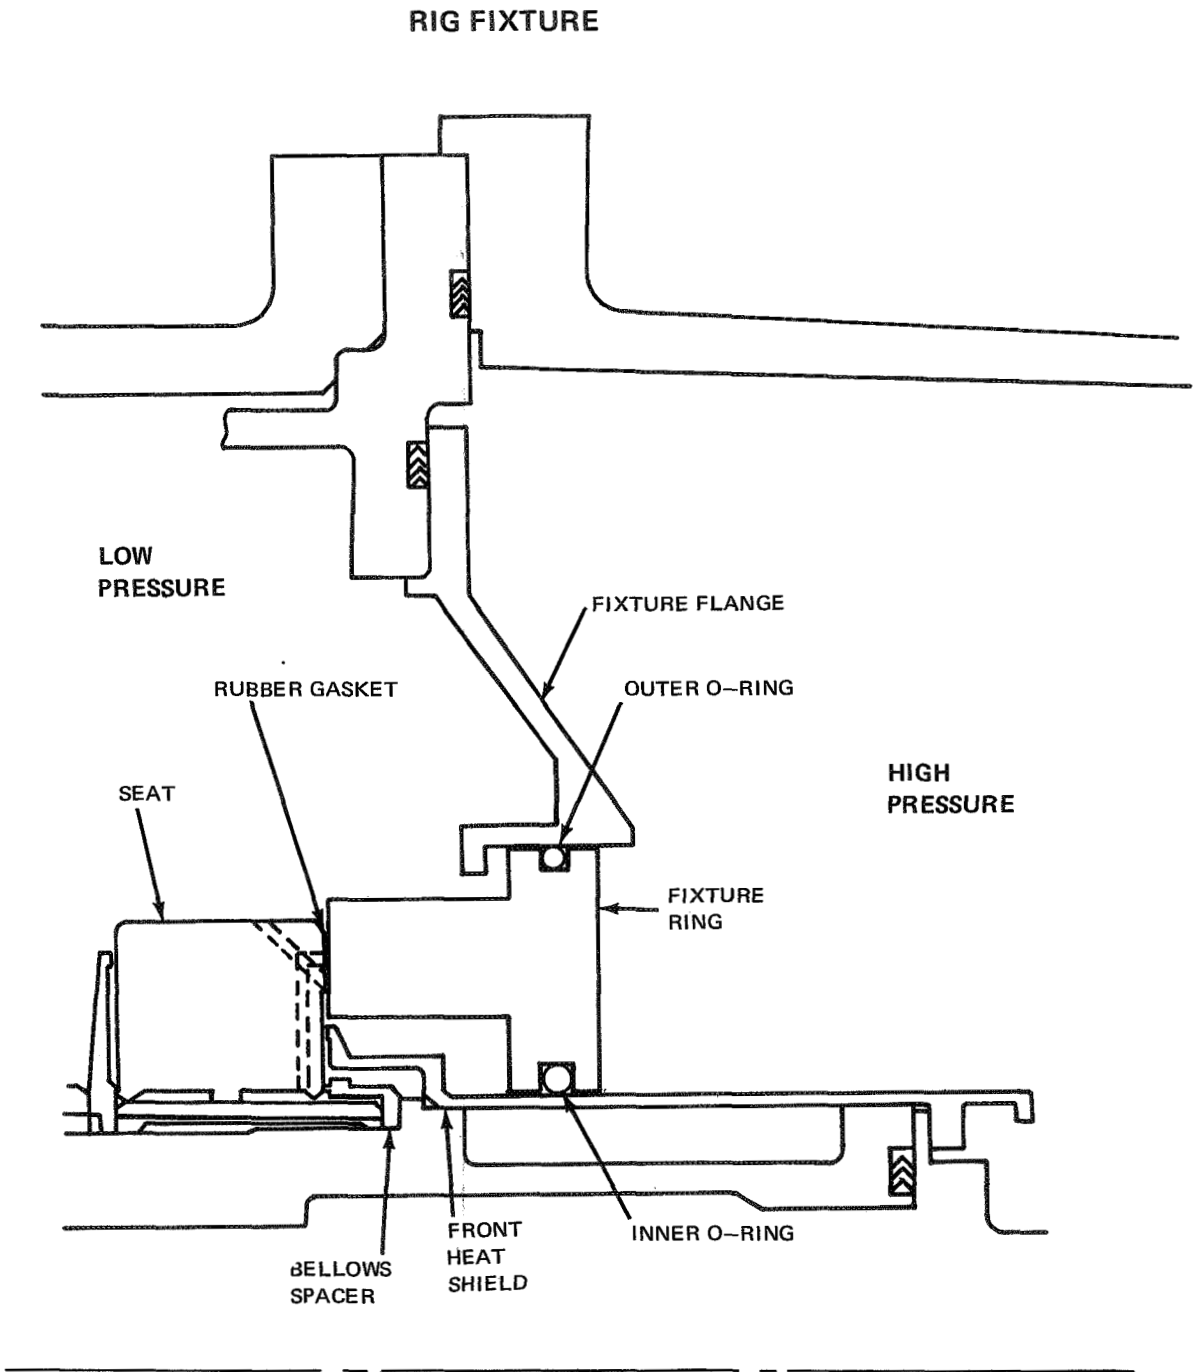 RIG FIXTURE
LOW
PRESSURE
FIXTURE FLANGE
RUBBER GASKET
OUTER O–RING
SEAT
HIGH
PRESSURE
FIXTURE
RING
FRONT
HEAT
SHIELD
INNER O–RING
BELLOWS
SPACER